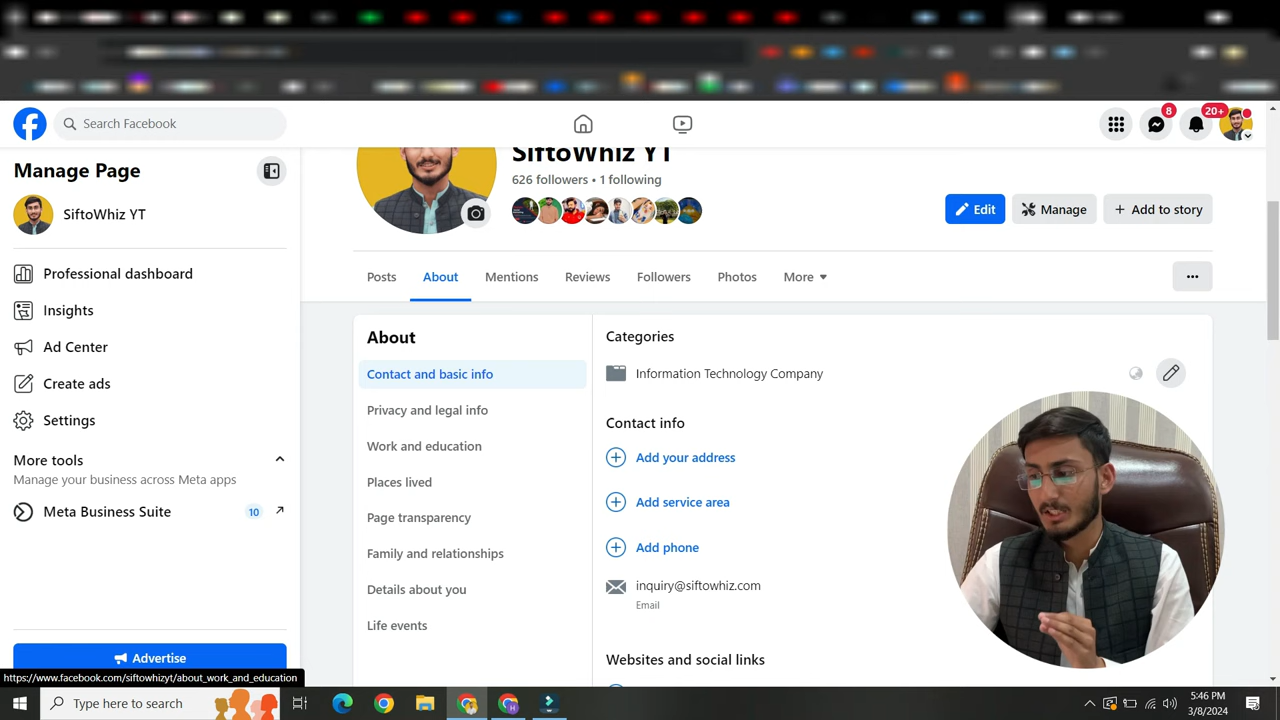 Search Facebook
8
20+
Manage Page
SiftoWhiz YT
Professional dashboard
Insights
Ad Center
Create ads
Settings
More tools
Manage your business across Meta apps
Meta Business Suite 10
Advertise
SiftoWhiz YT
626 followers • 1 following
Edit
Manage
Add to story
Posts
About
Mentions
Reviews
Followers
Photos
More
About
Contact and basic info
Privacy and legal info
Work and education
Places lived
Page transparency
Family and relationships
Details about you
Life events
Categories
Information Technology Company
Contact info
Add your address
Add service area
Add phone
inquiry@siftowhiz.com
Email
Websites and social links
https://www.facebook.com/siftowhizyt/about_work_and_education
Type here to search
5:46 PM
3/8/2024